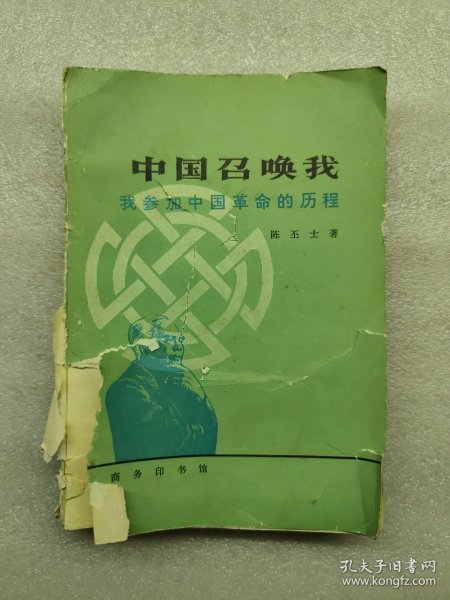 中国召唤我
我参加中国革命的历程
陈丕士著
商务印书馆
孔夫子旧书网
www.kongfz.com